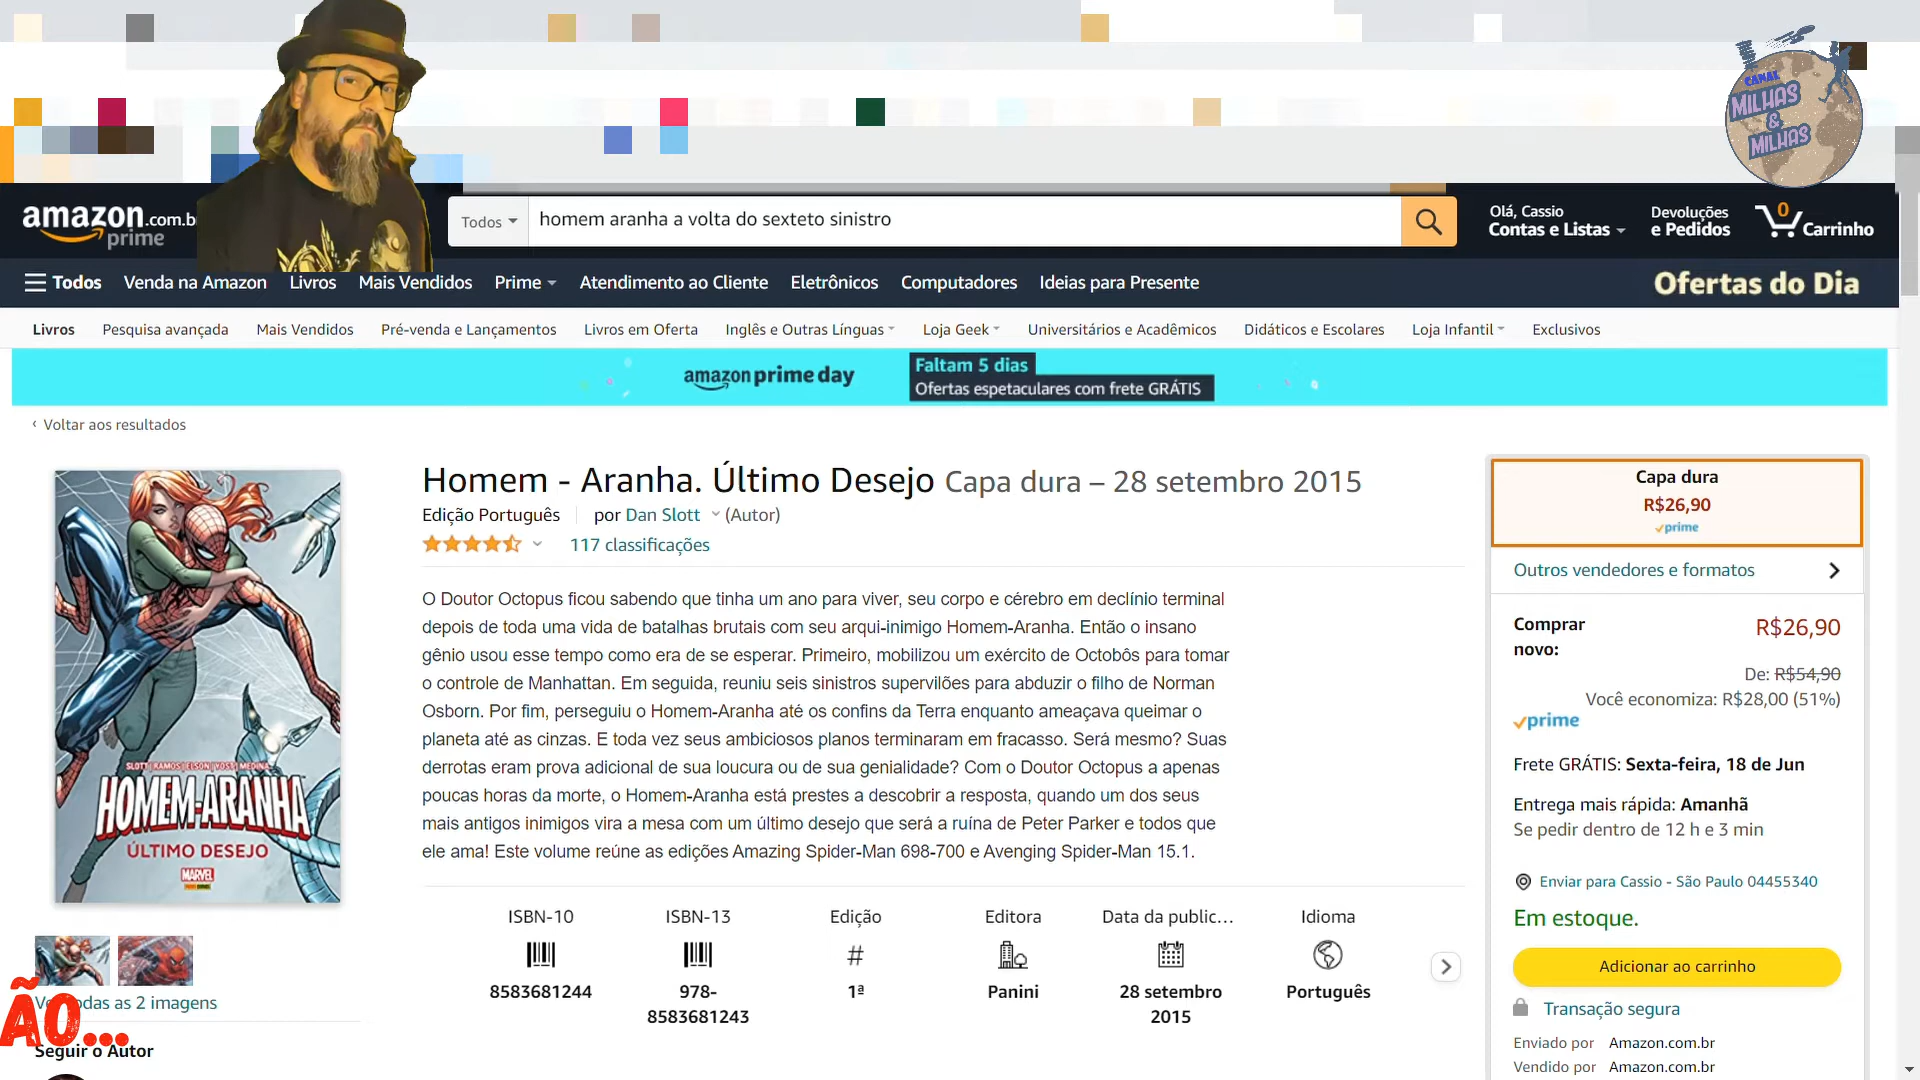 CANAL
MILHAS
&
MILHAS
amazon.com.b
prime
Todos
homem aranha a volta do sexteto sinistro
Olá, Cassio
Contas e Listas
Devoluções
e Pedidos
0
Carrinho
Todos
Venda na Amazon
Livros
Mais Vendidos
Prime
Atendimento ao Cliente
Eletrônicos
Computadores
Ideias para Presente
Ofertas do Dia
Livros
Pesquisa avançada
Mais Vendidos
Pré-venda e Lançamentos
Livros em Oferta
Inglês e Outras Línguas
Loja Geek
Universitários e Acadêmicos
Didáticos e Escolares
Loja Infantil
Exclusivos
amazon prime day
Faltam 5 dias
Ofertas espetaculares com frete GRÁTIS
‹ Voltar aos resultados
SLOTT | RAMOS | ELSON | VOSS | MEDINA
HOMEM-ARANHA
ÚLTIMO DESEJO
MARVEL
Homem - Aranha. Último Desejo Capa dura – 28 setembro 2015
Edição Português
por Dan Slott (Autor)
117 classificações
O Doutor Octopus ficou sabendo que tinha um ano para viver, seu corpo e cérebro em declínio terminal
depois de toda uma vida de batalhas brutais com seu arqui-inimigo Homem-Aranha. Então o insano
gênio usou esse tempo como era de se esperar. Primeiro, mobilizou um exército de Octobôs para tomar
o controle de Manhattan. Em seguida, reuniu seis sinistros supervilões para abduzir o filho de Norman
Osborn. Por fim, perseguiu o Homem-Aranha até os confins da Terra enquanto ameaçava queimar o
planeta até as cinzas. E toda vez seus ambiciosos planos terminaram em fracasso. Será mesmo? Suas
derrotas eram prova adicional de sua loucura ou de sua genialidade? Com o Doutor Octopus a apenas
poucas horas da morte, o Homem-Aranha está prestes a descobrir a resposta, quando um dos seus
mais antigos inimigos vira a mesa com um último desejo que será a ruína de Peter Parker e todos que
ele ama! Este volume reúne as edições Amazing Spider-Man 698-700 e Avenging Spider-Man 15.1.
ISBN-10
8583681244
ISBN-13
978-
8583681243
Edição
#
1ª
Editora
Panini
Data da public…
28 setembro
2015
Idioma
Português
Capa dura
R$26,90
prime
Outros vendedores e formatos
Comprar
novo:
R$26,90
De: R$54,90
Você economiza: R$28,00 (51%)
prime
Frete GRÁTIS: Sexta-feira, 18 de Jun
Entrega mais rápida: Amanhã
Se pedir dentro de 12 h e 3 min
Enviar para Cassio - São Paulo 04455340
Em estoque.
Adicionar ao carrinho
Transação segura
Enviado por Amazon.com.br
Vendido por Amazon.com.br
as 2 imagens
ÃO...
Seguir o Autor